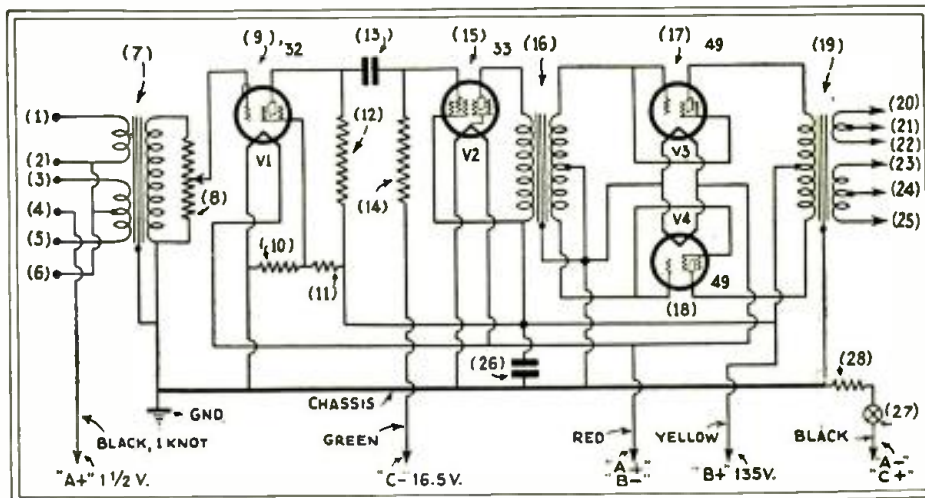 (7)
(9), 32
(13)
(15)
33
(16)
(17)
49
(19)
(1)
(2)
(3)
(4)
(5)
(6)
(8)
V1
(12)
(14)
V2
V3
V4
(20)
(21)
(22)
(23)
(24)
(25)
(10)
(11)
49
(18)
(26)
(28)
(27)
GND
CHASSIS
BLACK, 1 KNOT
GREEN
RED
YELLOW
BLACK
"A+" 1 1/2 V.
"C-" 16.5 V.
"A+
B-"
"B+" 135V.
"A-
C+"